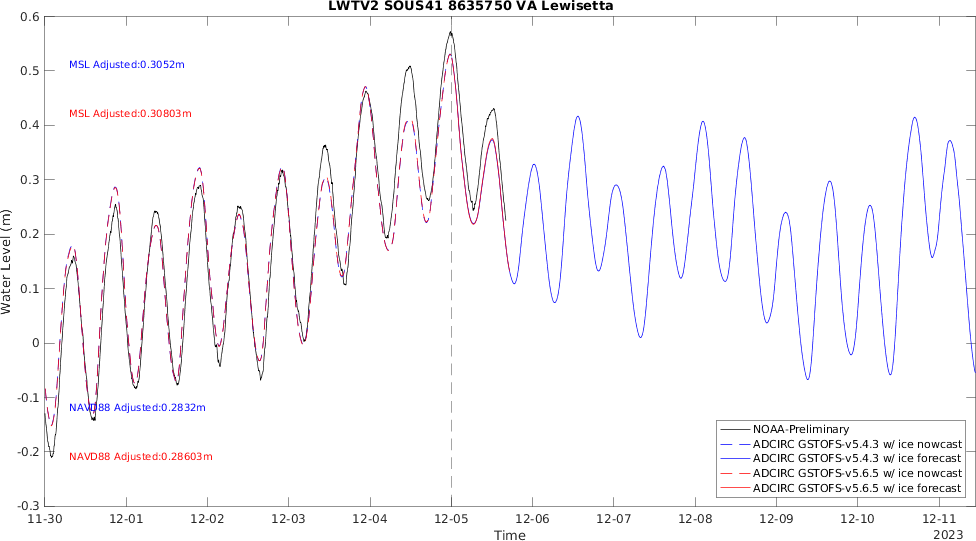 LWTV2 SOUS41 8635750 VA Lewisetta
0.6
0.5
0.4
0.3
0.2
0.1
0
-0.1
-0.2
-0.3
Water Level (m)
MSL Adjusted:0.3052m
MSL Adjusted:0.30803m
NAVD88 Adjusted:0.2832m
NAVD88 Adjusted:0.28603m
NOAA-Preliminary
ADCIRC GSTOFS-v5.4.3 w/ ice nowcast
ADCIRC GSTOFS-v5.4.3 w/ ice forecast
ADCIRC GSTOFS-v5.6.5 w/ ice nowcast
ADCIRC GSTOFS-v5.6.5 w/ ice forecast
11-30 12-01 12-02 12-03 12-04 12-05 12-06 12-07 12-08 12-09 12-10 12-11
Time
2023